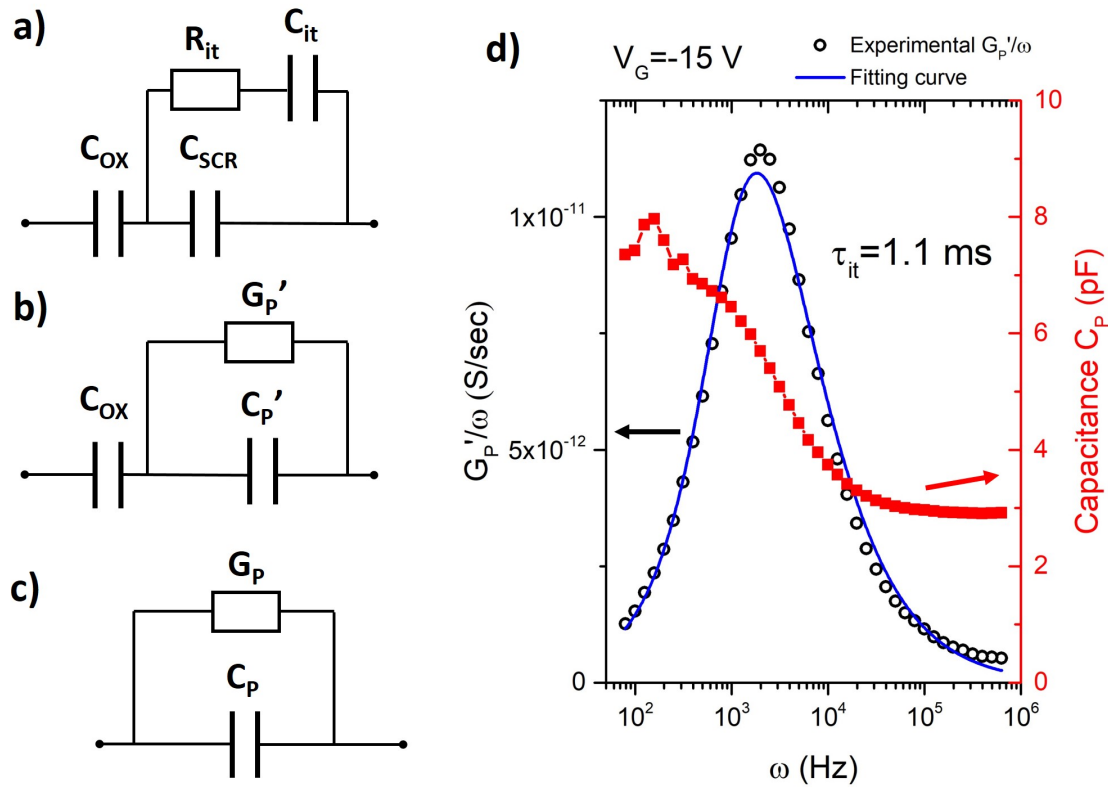 a)
R_it
C_it
C_OX
C_SCR
b)
G_P'
C_OX
C_P'
c)
G_P
C_P
d)
V_G=-15 V
Experimental G_P'/ω
Fitting curve
τ_it=1.1 ms
G_P'/ω (S/sec)
1x10^-11
5x10^-12
0
10^2
10^3
10^4
10^5
10^6
ω (Hz)
10
8
6
4
2
0
Capacitance C_P (pF)